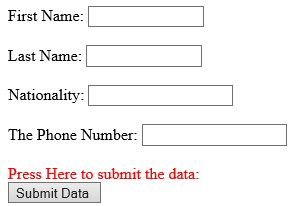 First Name:
Last Name:
Nationality:
The Phone Number:
Press Here to submit the data:
Submit Data